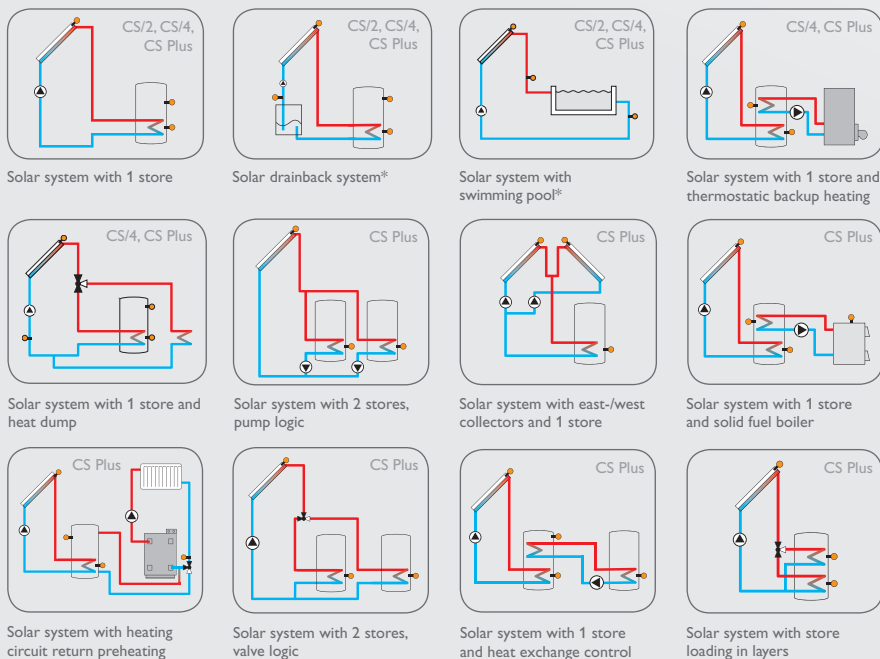 CS/2, CS/4,
CS Plus
Solar system with 1 store
CS/2, CS/4,
CS Plus
Solar drainback system*
CS/2, CS/4,
CS Plus
Solar system with
swimming pool*
CS/4, CS Plus
Solar system with 1 store and
thermostatic backup heating
CS/4, CS Plus
Solar system with 1 store and
heat dump
CS Plus
Solar system with 2 stores,
pump logic
CS Plus
Solar system with east-/west
collectors and 1 store
CS Plus
Solar system with 1 store
and solid fuel boiler
CS Plus
Solar system with heating
circuit return preheating
CS Plus
Solar system with 2 stores,
valve logic
CS Plus
Solar system with 1 store
and heat exchange control
CS Plus
Solar system with store
loading in layers